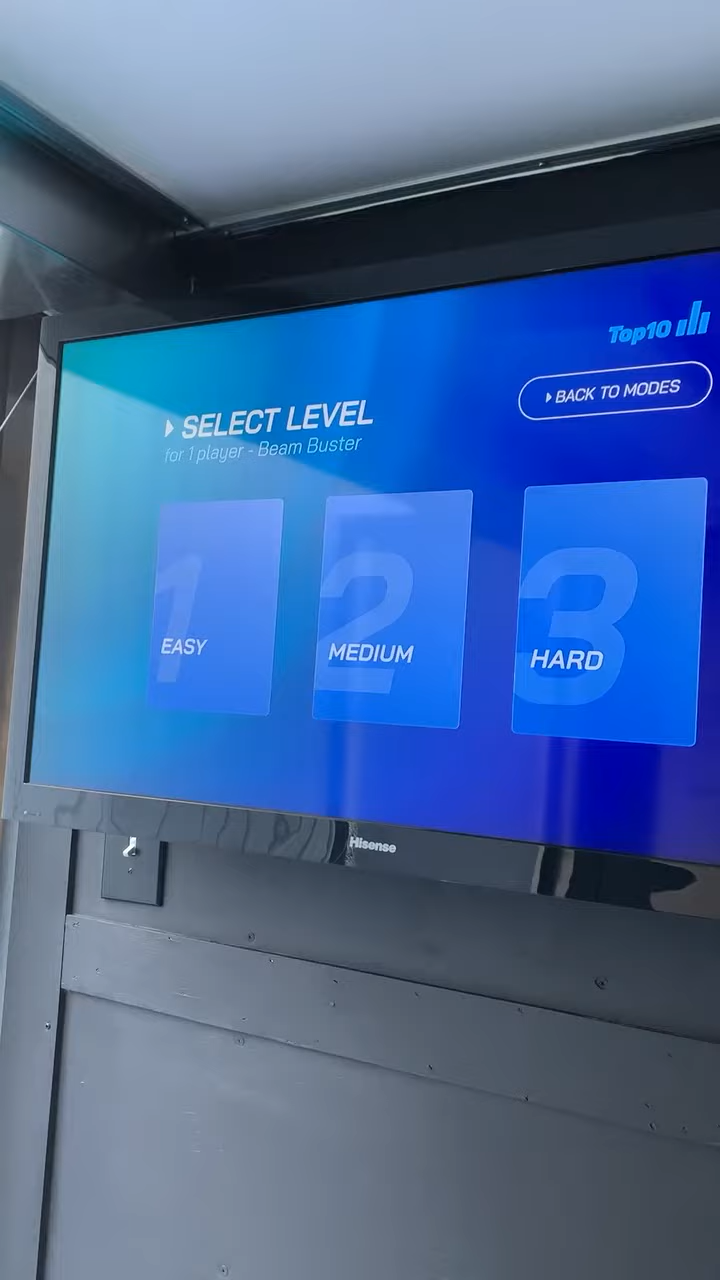 Top10
BACK TO MODES
SELECT LEVEL
for 1 player - Beam Buster
1
EASY
2
MEDIUM
3
HARD
Hisense